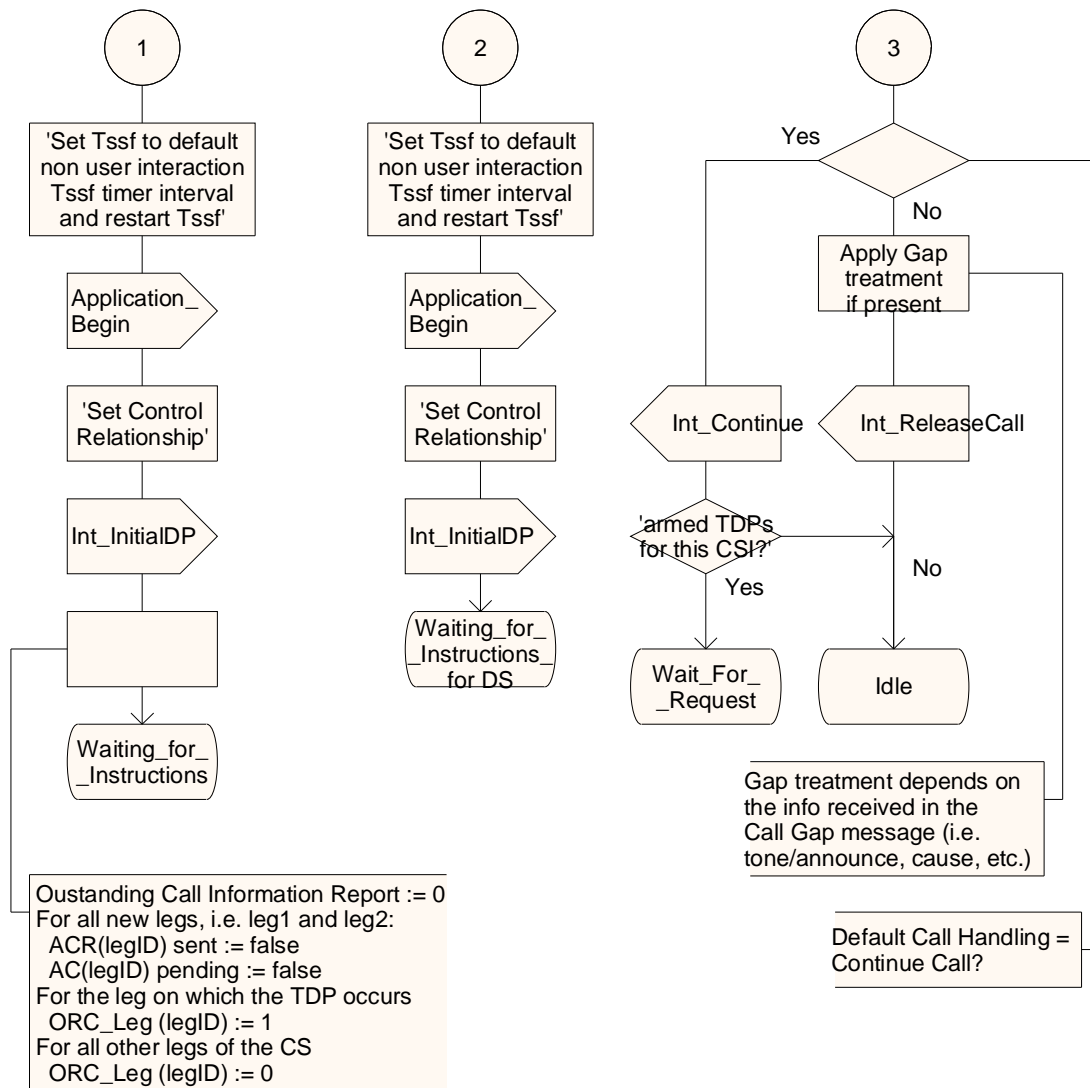 1
'Set Tssf to default
non user interaction
Tssf timer interval
and restart Tssf'
Application_
Begin
'Set Control
Relationship'
Int_InitialDP
Waiting_for_
_Instructions
Oustanding Call Information Report := 0
For all new legs, i.e. leg1 and leg2:
ACR(legID) sent := false
AC(legID) pending := false
For the leg on which the TDP occurs
ORC_Leg (legID) := 1
For all other legs of the CS
ORC_Leg (legID) := 0
2
'Set Tssf to default
non user interaction
Tssf timer interval
and restart Tssf'
Application_
Begin
'Set Control
Relationship'
Int_InitialDP
Waiting_for_
_Instructions_
for DS
3
Yes
No
Apply Gap
treatment
if present
Int_Continue
Int_ReleaseCall
'armed TDPs
for this CSI?'
Yes
No
Wait_For_
_Request
Idle
Gap treatment depends on
the info received in the
Call Gap message (i.e.
tone/announce, cause, etc.)
Default Call Handling =
Continue Call?